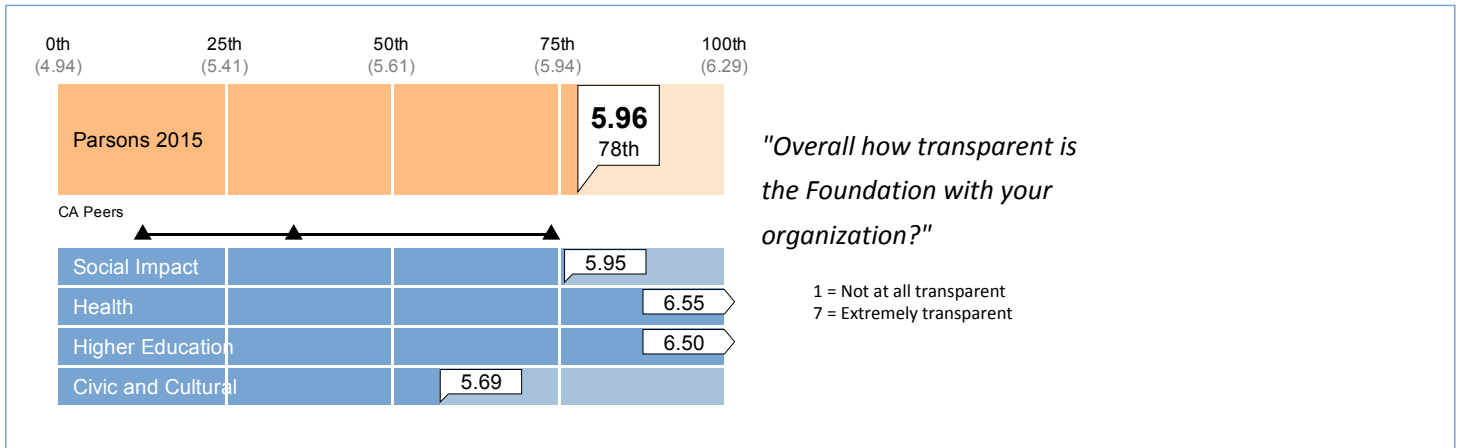 0th 25th 50th 75th 100th
(4.94) (5.41) (5.61) (5.94) (6.29)
Parsons 2015
5.96
78th
"Overall how transparent is
the Foundation with your
organization?"
1 = Not at all transparent
7 = Extremely transparent
CA Peers
Social Impact 5.95
Health 6.55
Higher Education 6.50
Civic and Cultural 5.69